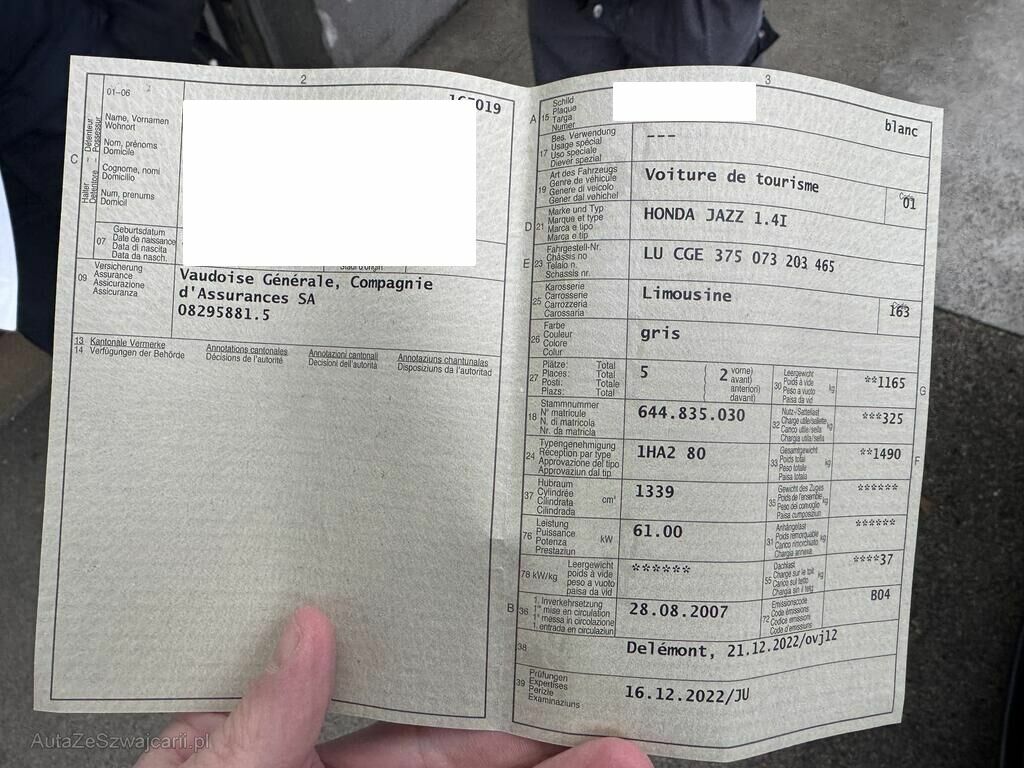 2
01-06
165019
Name, Vornamen
Wohnort
Nom, prénoms
Domicile
Cognome, nomi
Domicilio
Num, prenums
Domicil
C
Halter Détenteur
Detentore Possessur
07
Geburtsdatum
Date de naissance
Data di nascita
Data da nasch.
09
Versicherung
Assurance
Assicurazione
Assicuranza
Vaudoise Générale, Compagnie
d'Assurances SA
08295881.5
13 Kantonale Vermerke
14 Verfügungen der Behörde
Annotations cantonales
Décisions de l'autorité
Annotazioni cantonali
Decisioni dell'autorità
Annotaziuns chantunalas
Disposiziuns da l'autoritad
3
A 15
Schild
Plaque
Targa
Numer
blanc
17
Bes. Verwendung
Usage spécial
Uso speciale
Diever spezial
---
19
Art des Fahrzeugs
Genre de véhicule
Genere di veicolo
Gener dal vehichel
Voiture de tourisme
Code
01
D 21
Marke und Typ
Marque et type
Marca e tipo
Marca e tip
HONDA JAZZ 1.4I
E 23
Fahrgestell-Nr.
Châssis no
Telaio n.
Schassis nr.
LU CGE 375 073 203 465
25
Karosserie
Carrosserie
Carrozzeria
Carossaria
Limousine
Code
163
26
Farbe
Couleur
Colore
Colur
gris
27
Plätze: Total
Places: Total
Posti: Totale
Plazs: Total
5
2
vorne)
avant)
anteriori)
davant)
30
Leergewicht
Poids à vide
Peso a vuoto
Paisa da vid
kg
**1165
G
18
Stammnummer
N° matricule
N. di matricola
Nr. da matricla
644.835.030
32
Nutz-/Sattellast
Charge utile/sellette
Carico utile/sella
Chargia utila/sella
kg
***325
24
Typengenehmigung
Réception par type
Approvazione del tipo
Approvaziun dal tip
1HA2 80
33
Gesamtgewicht
Poids total
Peso totale
Paisa totala
kg
**1490
F
37
Hubraum
Cylindrée
Cilindrata
Cilindrada
cm³
1339
35
Gewicht des Zuges
Poids de l'ensemble
Peso del convoglio
Paisa cumposiziun
kg
******
76
Leistung
Puissance
Potenza
Prestaziun
kW
61.00
31
Anhängelast
Poids remorquable
Carico rimorchiato
Chargia annexa
kg
******
78 kW/kg
Leergewicht
poids à vide
peso a vuoto
paisa da vid
******
55
Dachlast
Charge sur le toit
Carico sul tetto
Chargia sin il tetg
kg
****37
B 36
1. Inverkehrsetzung
1re mise en circulation
1a messa in circolazione
1. entrada en circulaziun
28.08.2007
72
Emissionscode
Code émissions
Codice emissioni
Code d'emissiuns
B04
38
Delémont, 21.12.2022/ovj12
39
Prüfungen
Expertises
Perizie
Examinaziuns
16.12.2022/JU
AutaZeSzwajcarii.pl